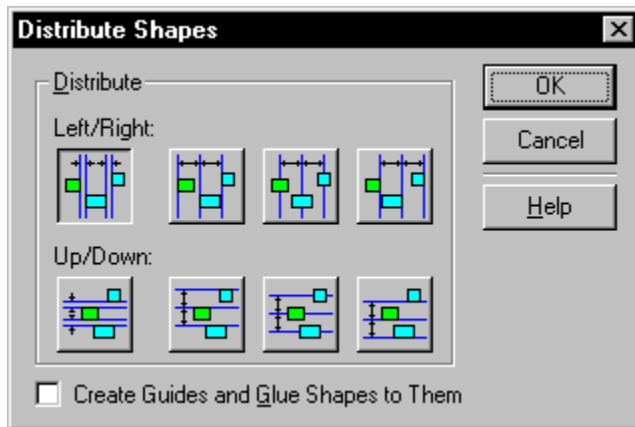 Distribute Shapes
Distribute
Left/Right:
Up/Down:
Create Guides and Glue Shapes to Them
OK
Cancel
Help